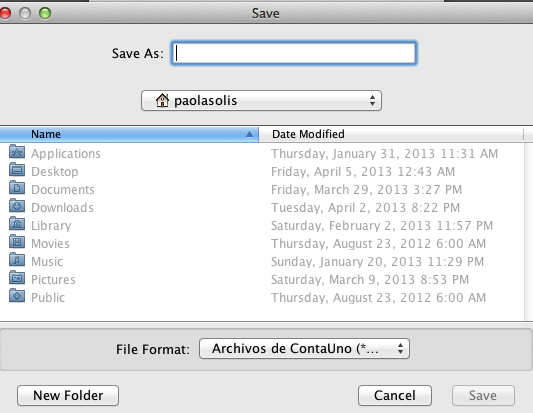 Save
Save As:
paolasolis
Name Date Modified
Applications Thursday, January 31, 2013 11:31 AM
Desktop Friday, April 5, 2013 12:43 AM
Documents Friday, March 29, 2013 3:27 PM
Downloads Tuesday, April 2, 2013 8:22 PM
Library Saturday, February 2, 2013 11:57 PM
Movies Thursday, August 23, 2012 6:00 AM
Music Sunday, January 20, 2013 11:29 PM
Pictures Saturday, March 9, 2013 8:53 PM
Public Thursday, August 23, 2012 6:00 AM
File Format: Archivos de ContaUno (*...
New Folder Cancel Save